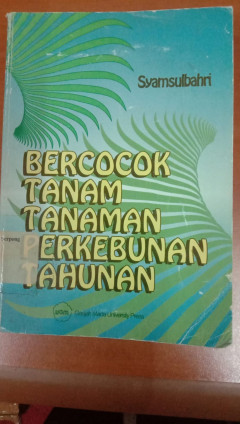 Syamsulbahri
BERCOCOK
TANAM
TANAMAN
PERKEBUNAN
TAHUNAN
Gadjah Mada University Press